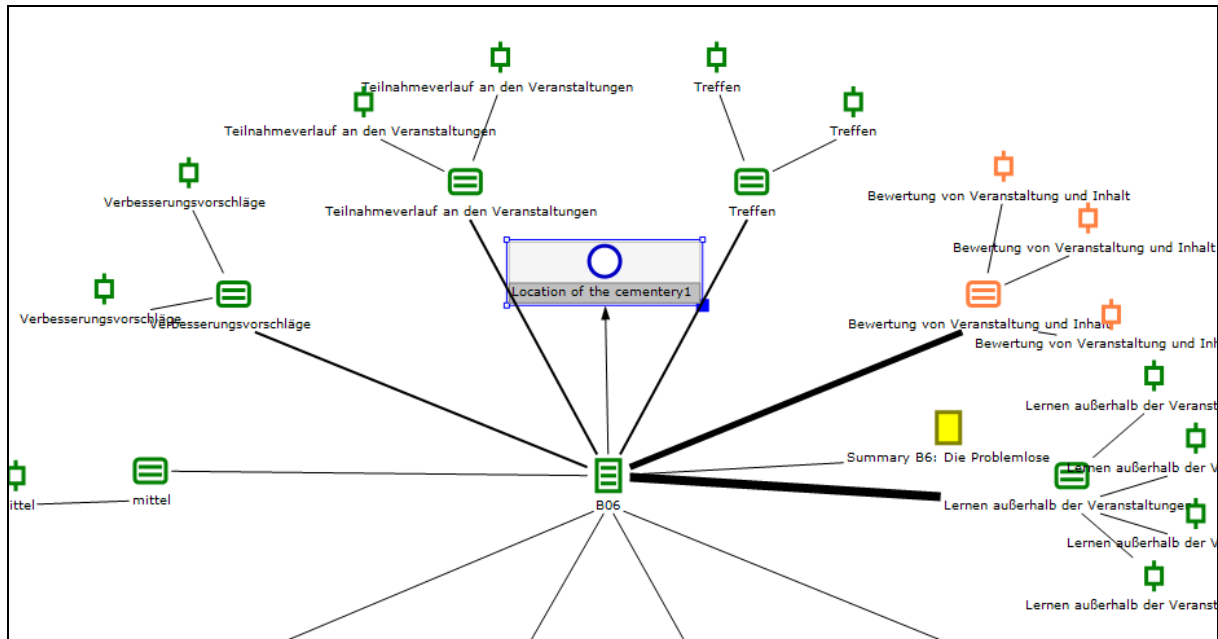 Teilnahmeverlauf an den Veranstaltungen
Treffen
Teilnahmeverlauf an den Veranstaltungen
Treffen
Verbesserungsvorschläge
Teilnahmeverlauf an den Veranstaltungen
Treffen
Bewertung von Veranstaltung und Inhalt
Bewertung von Veranstaltung und Inhalt
Location of the cementery1
Verbesserungsvorschläge
Verbesserungsvorschläge
Bewertung von Veranstaltung und Inhalt
Bewertung von Veranstaltung und Inh
Lernen außerhalb der Veranst
Summary B6: Die Problemlose
Lernen außerhalb der V
mittel
ittel
B06
Lernen außerhalb der Veranstaltungen
Lernen außerhalb der V
Lernen außerhalb der Veranst